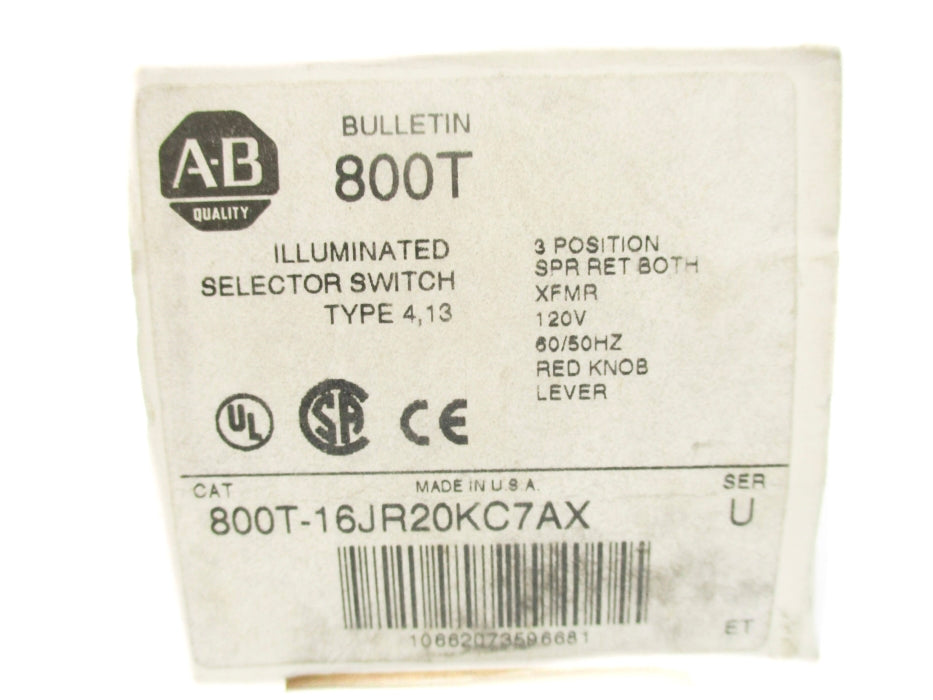 A-B
QUALITY
BULLETIN
800T
ILLUMINATED
SELECTOR SWITCH
TYPE 4,13
3 POSITION
SPR RET BOTH
XFMR
120V
60/50HZ
RED KNOB
LEVER
UL
CSA
CE
CAT
MADE IN U.S.A.
SER
800T-16JR20KC7AX
U
10662073596681
ET